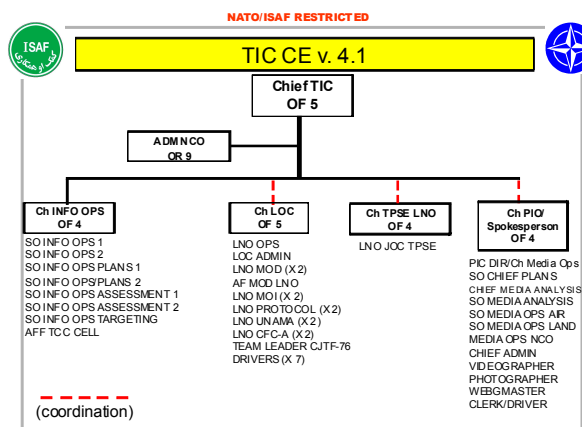 NATO/ISAF RESTRICTED
ISAF
TIC CE v. 4.1
Chief TIC
OF 5
ADMNCO
OR 9
Ch INFO OPS
OF 4
SO INFO OPS 1
SO INFO OPS 2
SO INFO OPS PLANS 1
SO INFO OPS/PLANS 2
SO INFO OPS ASSESSMENT 1
SO INFO OPS ASSESSMENT 2
SO INFO OPS TARGETING
AFF TCC CELL
Ch LOC
OF 5
LNO OPS
LOC ADMIN
LNO MOD (X 2)
AF MOD LNO
LNO MOI (X 2)
LNO PROTOCOL (X 2)
LNO UNAMA (X 2)
LNO CFC-A (X 2)
TEAM LEADER CJTF-76
DRIVERS (X 7)
Ch TPSE LNO
OF 4
LNO JOC TPSE
Ch PIO/
Spokesperson
OF 4
PIC DIR/Ch Media Ops
SO CHIEF PLANS
CHIEF MEDIA ANALYSIS
SO MEDIA ANALYSIS
SO MEDIA OPS AIR
SO MEDIA OPS LAND
MEDIA OPS NCO
CHIEF ADMIN
VIDEOGRAPHER
PHOTOGRAPHER
WEBGMASTER
CLERK/DRIVER
(coordination)